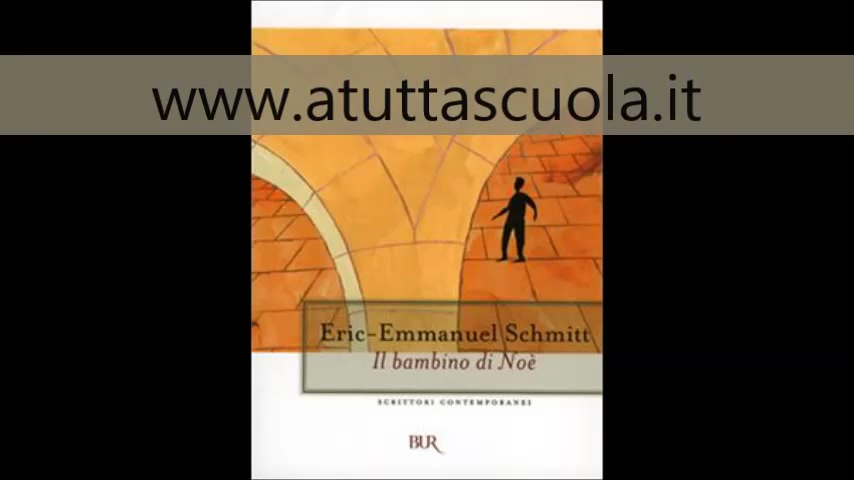 www.atuttascuola.it
Eric-Emmanuel Schmitt
Il bambino di Noè
SCRITTORI CONTEMPORANEI
BUR